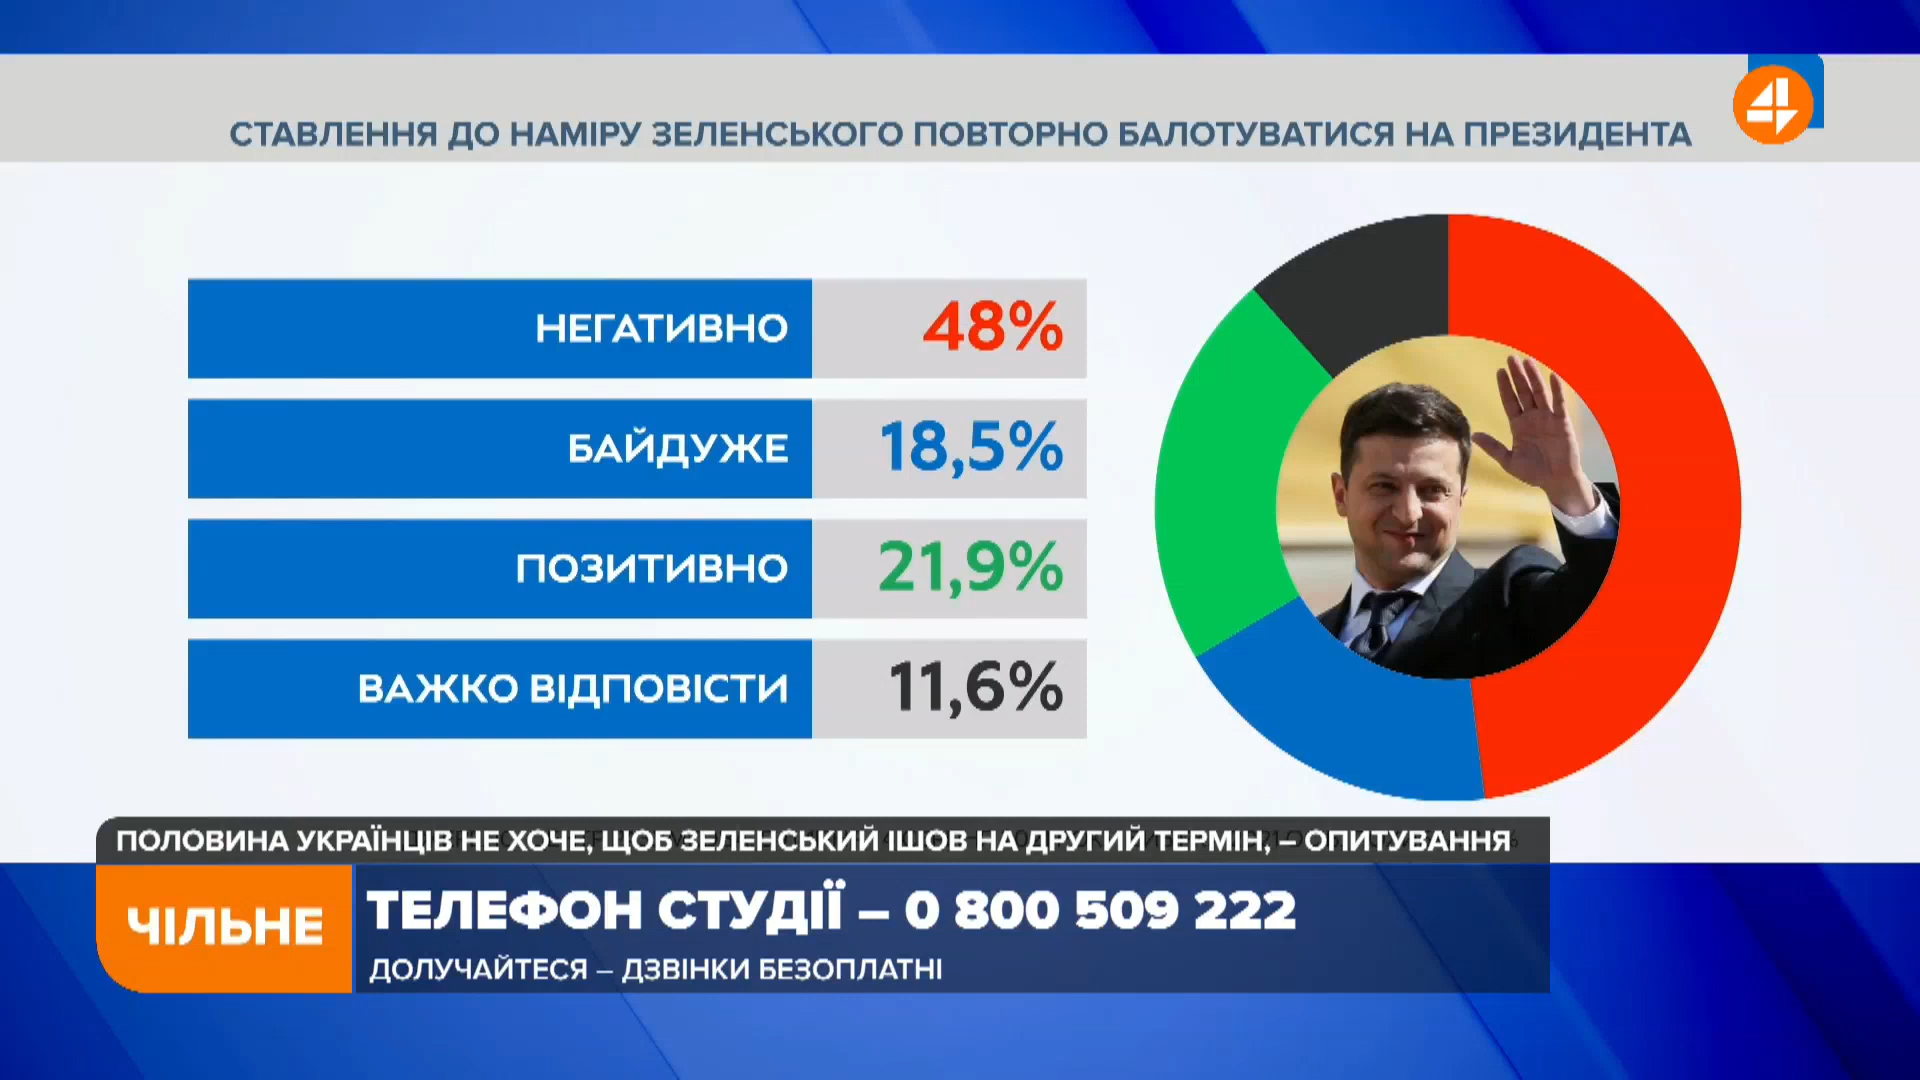 СТАВЛЕННЯ ДО НАМІРУ ЗЕЛЕНСЬКОГО ПОВТОРНО БАЛОТУВАТИСЯ НА ПРЕЗИДЕНТА
4
НЕГАТИВНО 48%
БАЙДУЖЕ 18,5%
ПОЗИТИВНО 21,9%
ВАЖКО ВІДПОВІСТИ 11,6%
ПОЛОВИНА УКРАЇНЦІВ НЕ ХОЧЕ, ЩОБ ЗЕЛЕНСЬКИЙ ІШОВ НА ДРУГИЙ ТЕРМІН, – ОПИТУВАННЯ
ЧІЛЬНЕ
ТЕЛЕФОН СТУДІЇ – 0 800 509 222
ДОЛУЧАЙТЕСЯ – ДЗВІНКИ БЕЗОПЛАТНІ